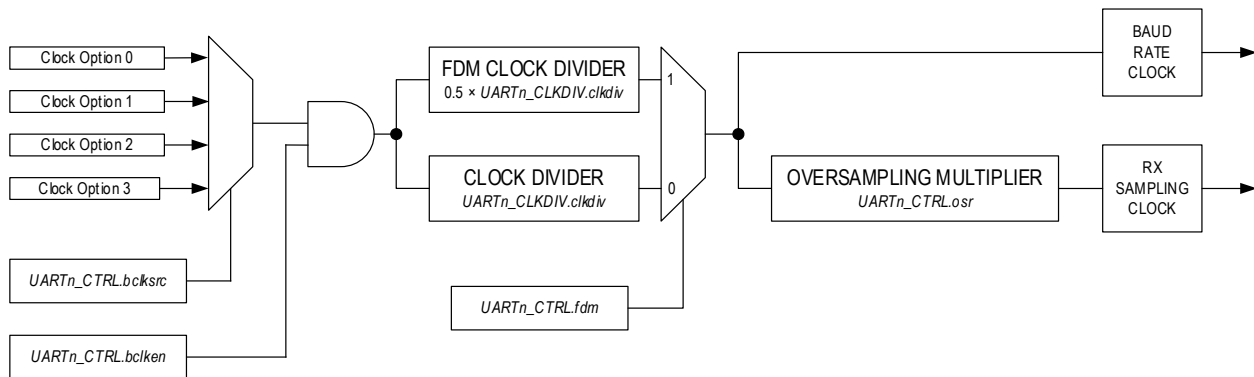 Clock Option 0
Clock Option 1
Clock Option 2
Clock Option 3
UARTn_CTRL.bclksrc
UARTn_CTRL.bclken
FDM CLOCK DIVIDER
0.5 × UARTn_CLKDIV.clkdiv
CLOCK DIVIDER
UARTn_CLKDIV.clkdiv
1
0
UARTn_CTRL.fdm
OVERSAMPLING MULTIPLIER
UARTn_CTRL.osr
BAUD
RATE
CLOCK
RX
SAMPLING
CLOCK